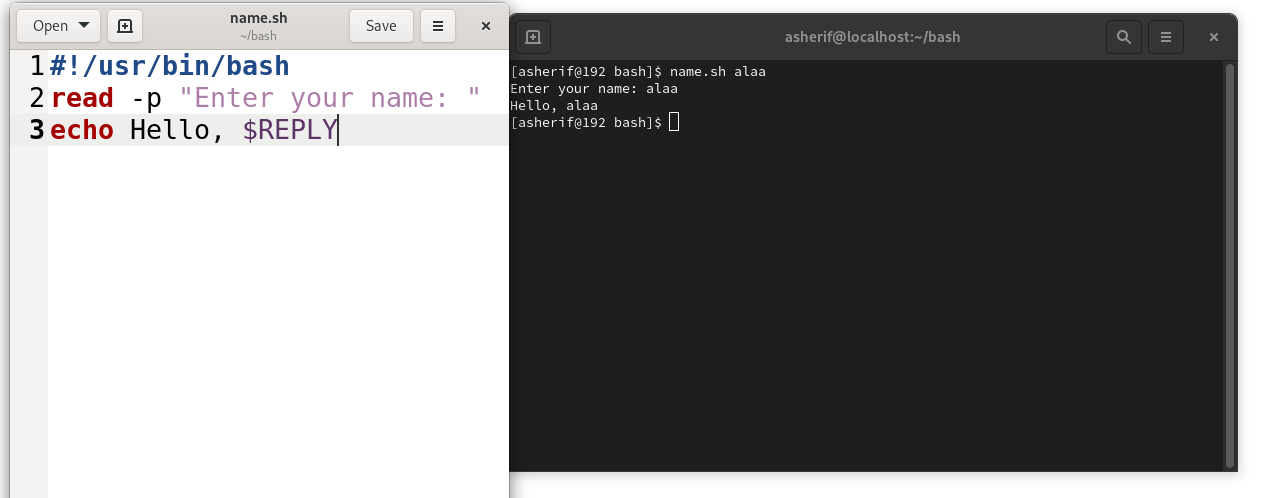 Open
name.sh
~/bash
Save
1 #!/usr/bin/bash
2 read -p "Enter your name: "
3 echo Hello, $REPLY
asherif@localhost:~/bash
[asherif@192 bash]$ name.sh alaa
Enter your name: alaa
Hello, alaa
[asherif@192 bash]$